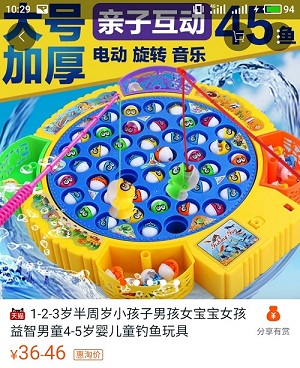 10:29
94
大号 亲子互动 45鱼
加厚 电动 旋转 音乐
天猫 1-2-3岁半周岁小孩子男孩女宝宝女孩
益智男童4-5岁婴儿童钓鱼玩具
分享有赏
¥36-46 惠淘价